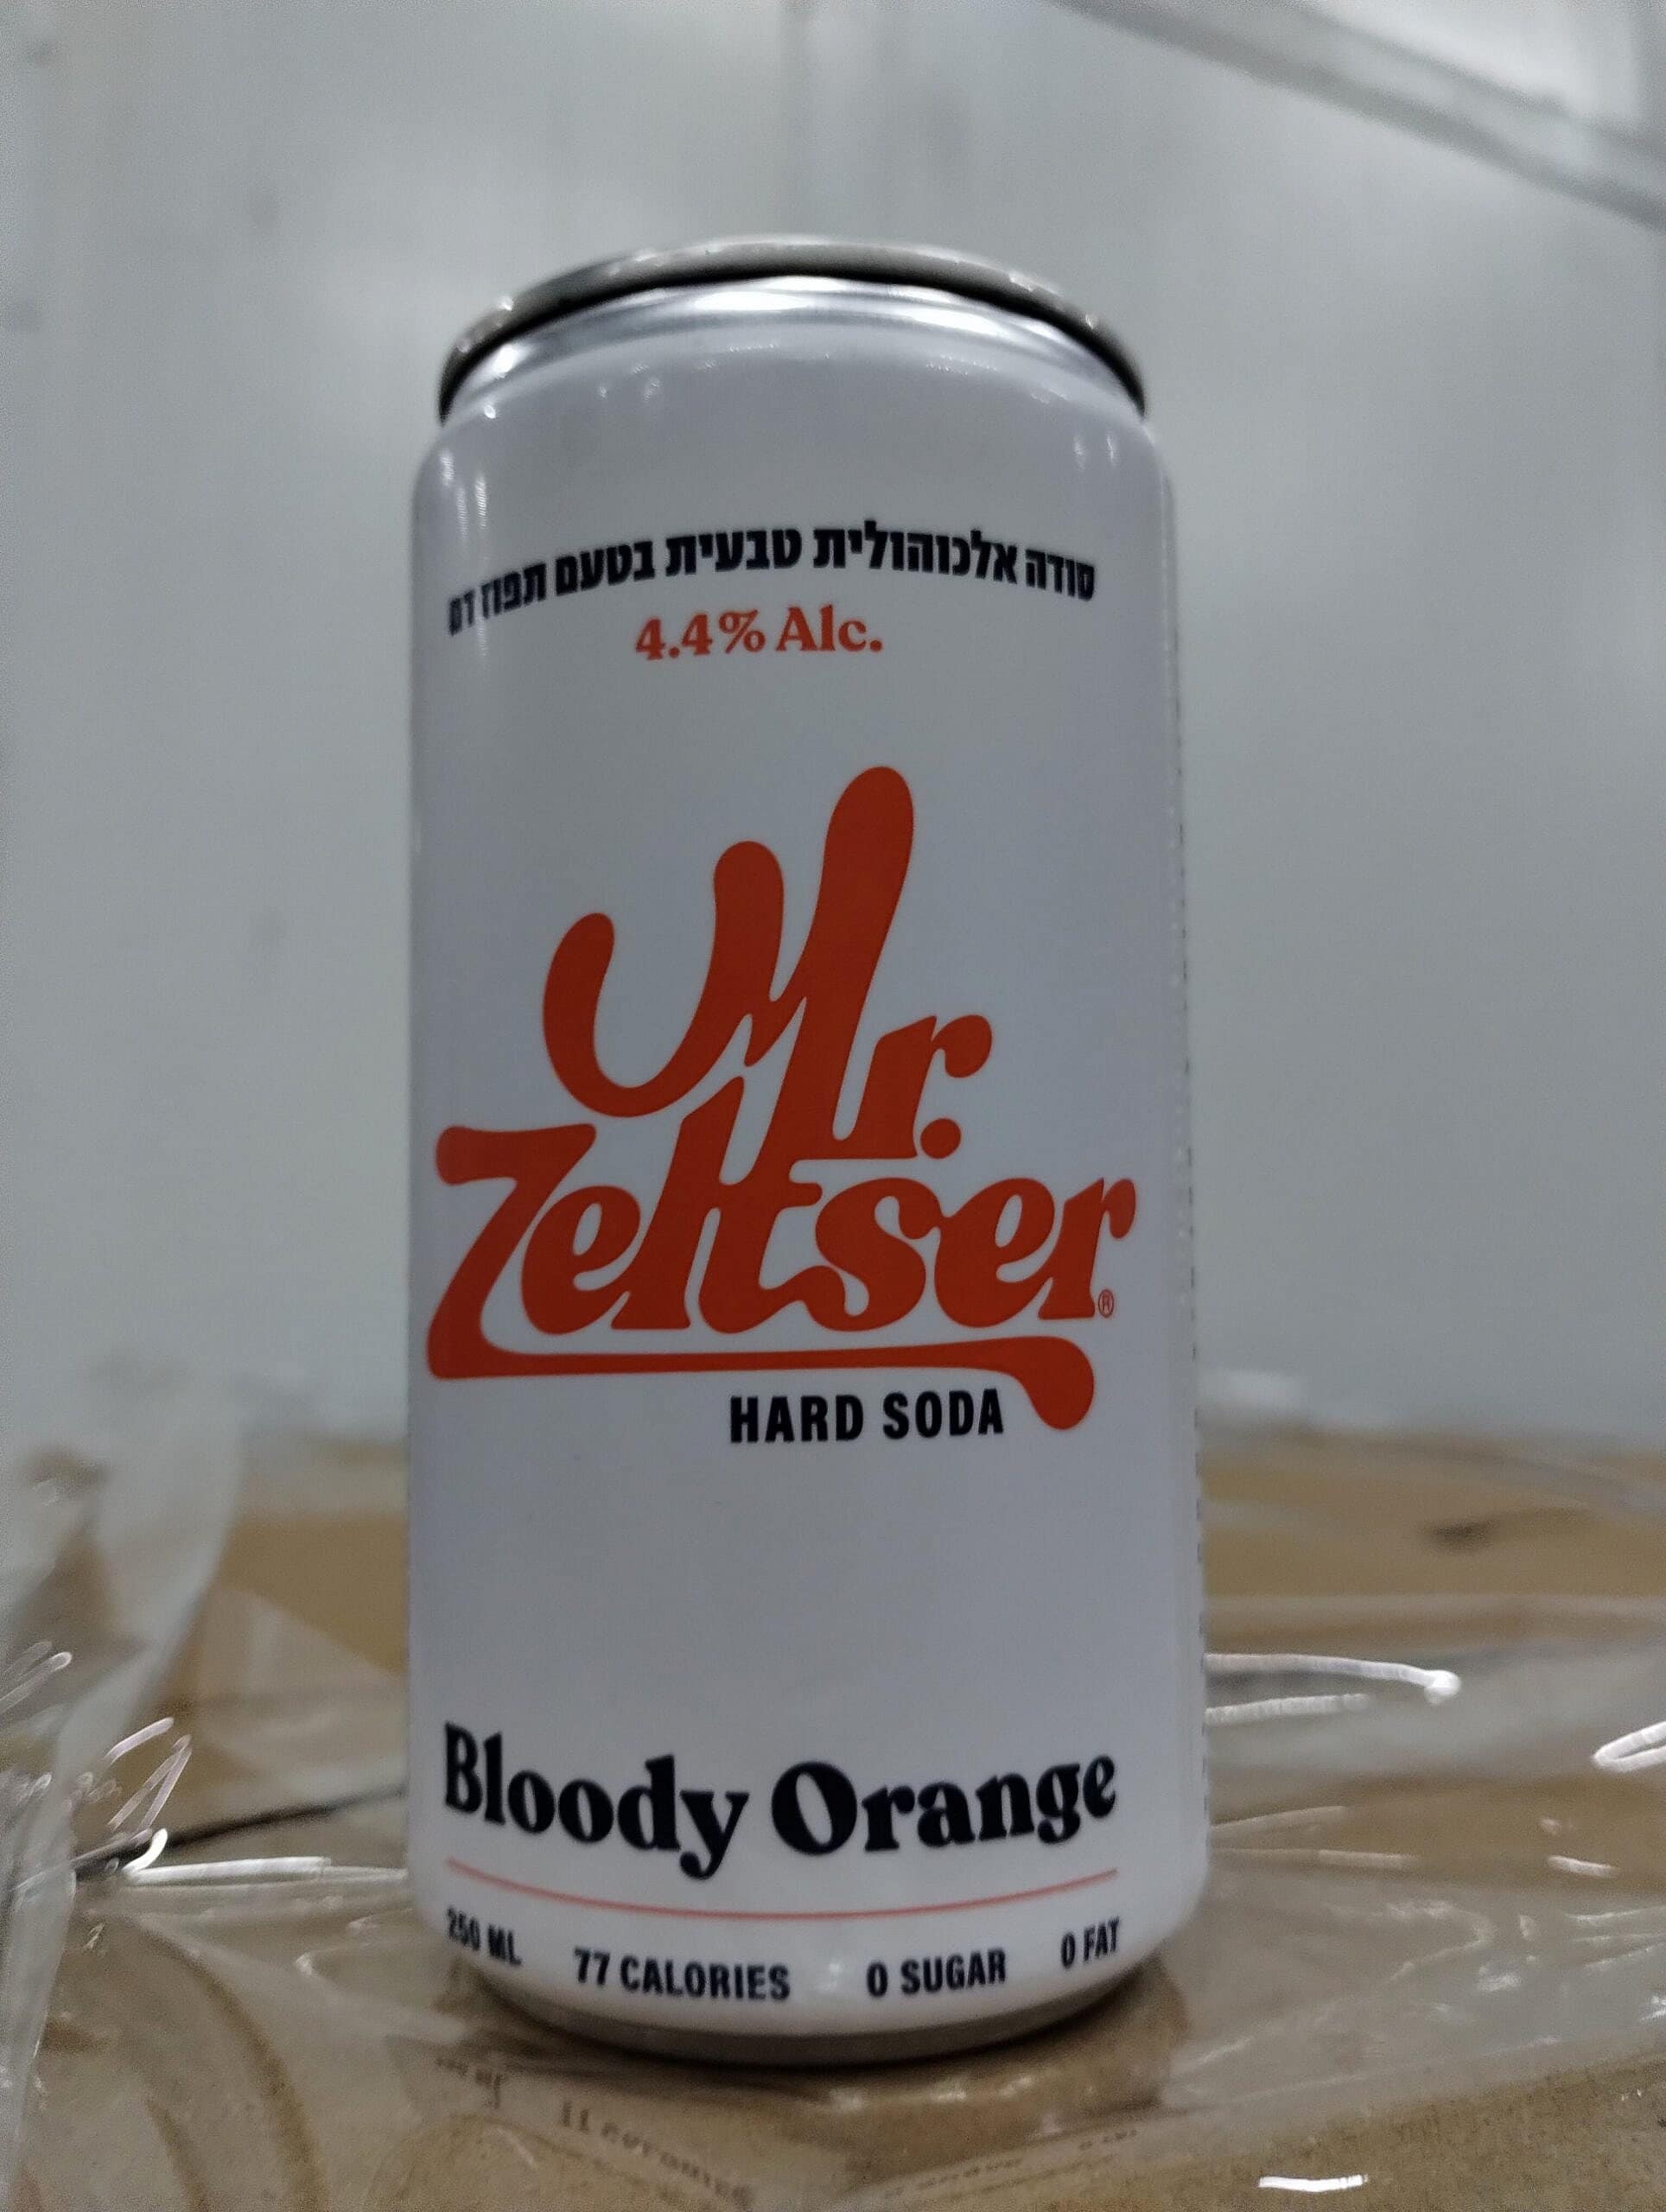 סודה אלכוהולית טבעית בטעם תפוז דם
4.4% Alc.
Mr.
Zeltser®
HARD SODA
Bloody Orange
250 ML 77 CALORIES 0 SUGAR 0 FAT